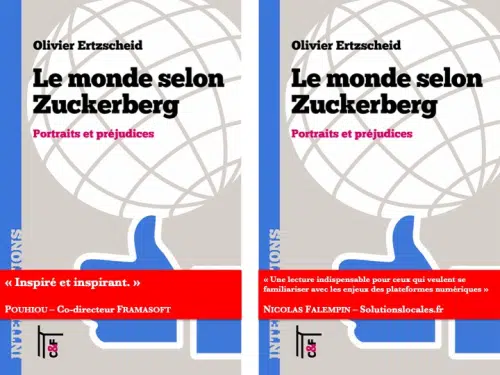 Olivier Ertzscheid
Le monde selon
Zuckerberg
Portraits et préjudices
« Inspiré et inspirant. »
POUHIOU – Co-directeur FRAMASOFT
C&F
Olivier Ertzscheid
Le monde selon
Zuckerberg
Portraits et préjudices
« Une lecture indispensable pour ceux qui veulent se
familiariser avec les enjeux des plateformes numériques »
NICOLAS FALEMPIN – Solutionslocales.fr
C&F